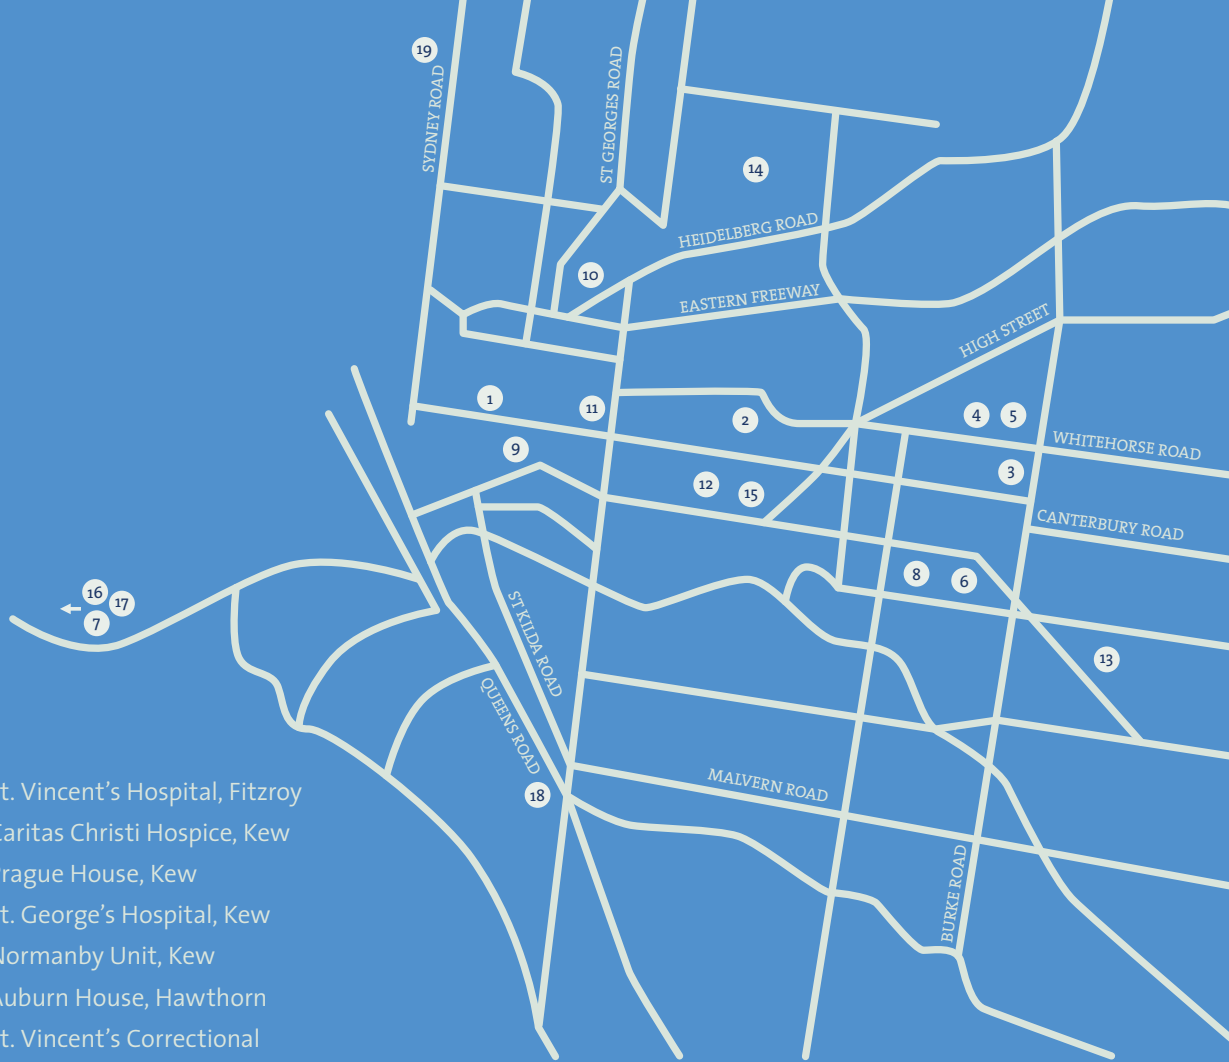 19
SYDNEY ROAD
ST GEORGES ROAD
14
HEIDELBERG ROAD
10
EASTERN FREEWAY
HIGH STREET
1
11
2
4
5
WHITEHORSE ROAD
9
3
12
15
CANTERBURY ROAD
8
6
16
17
7
ST KILDA ROAD
13
QUEENS ROAD
18
MALVERN ROAD
BURKE ROAD
t. Vincent’s Hospital, Fitzroy
Caritas Christi Hospice, Kew
rague House, Kew
t. George’s Hospital, Kew
Normanby Unit, Kew
Auburn House, Hawthorn
t. Vincent’s Correctional